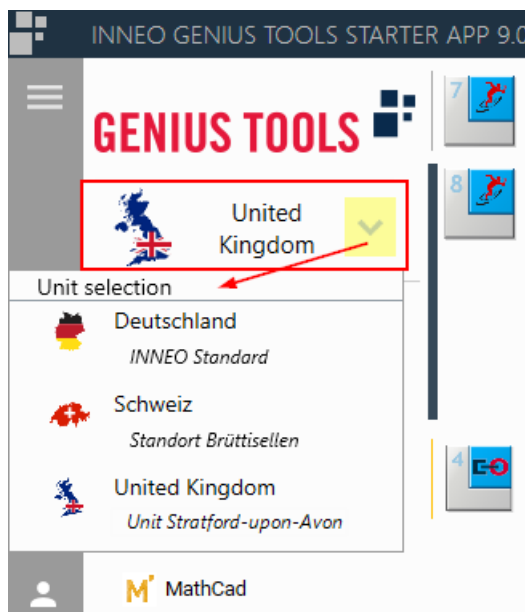 INNEO GENIUS TOOLS STARTER APP 9.0
GENIUS TOOLS
7
8
United
Kingdom
Unit selection
Deutschland
INNEO Standard
Schweiz
Standort Brüttisellen
United Kingdom
Unit Stratford-upon-Avon
4
MathCad